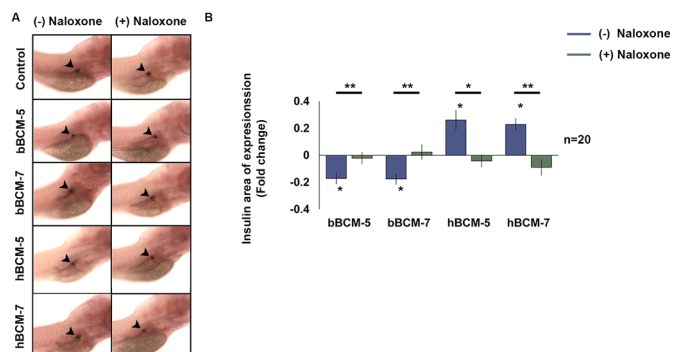 A
(-) Naloxone (+) Naloxone
Control
bBCM-5
bBCM-7
hBCM-5
hBCM-7
B
(-) Naloxone
(+) Naloxone
Insulin area of expresionssion
(Fold change)
** ** * **
0.4
0.2
0
-0.2
-0.4
* *
* *
n=20
bBCM-5 bBCM-7 hBCM-5 hBCM-7